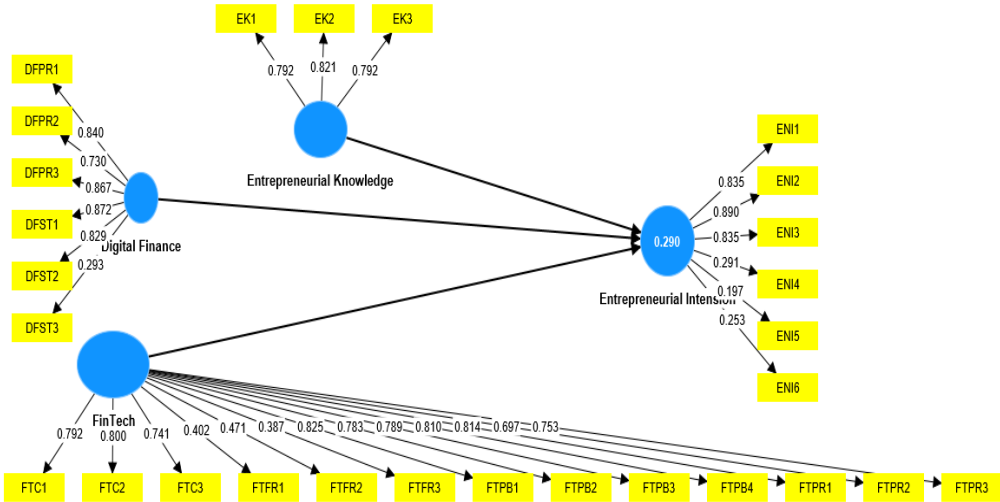 EK1 EK2 EK3
0.792 0.821 0.792
Entrepreneurial Knowledge
DFPR1
DFPR2
DFPR3
DFST1
DFST2
DFST3
0.840
0.730
0.867
0.872
0.829
0.293
Digital Finance
ENI1
ENI2
ENI3
ENI4
ENI5
ENI6
0.835
0.890
0.835
0.291
0.197
0.253
0.290
Entrepreneurial Intension
FinTech
0.792 0.800 0.741 0.402 0.471 0.387 0.825 0.783 0.789 0.810 0.814 0.697 0.753
FTC1 FTC2 FTC3 FTFR1 FTFR2 FTFR3 FTPB1 FTPB2 FTPB3 FTPB4 FTPR1 FTPR2 FTPR3